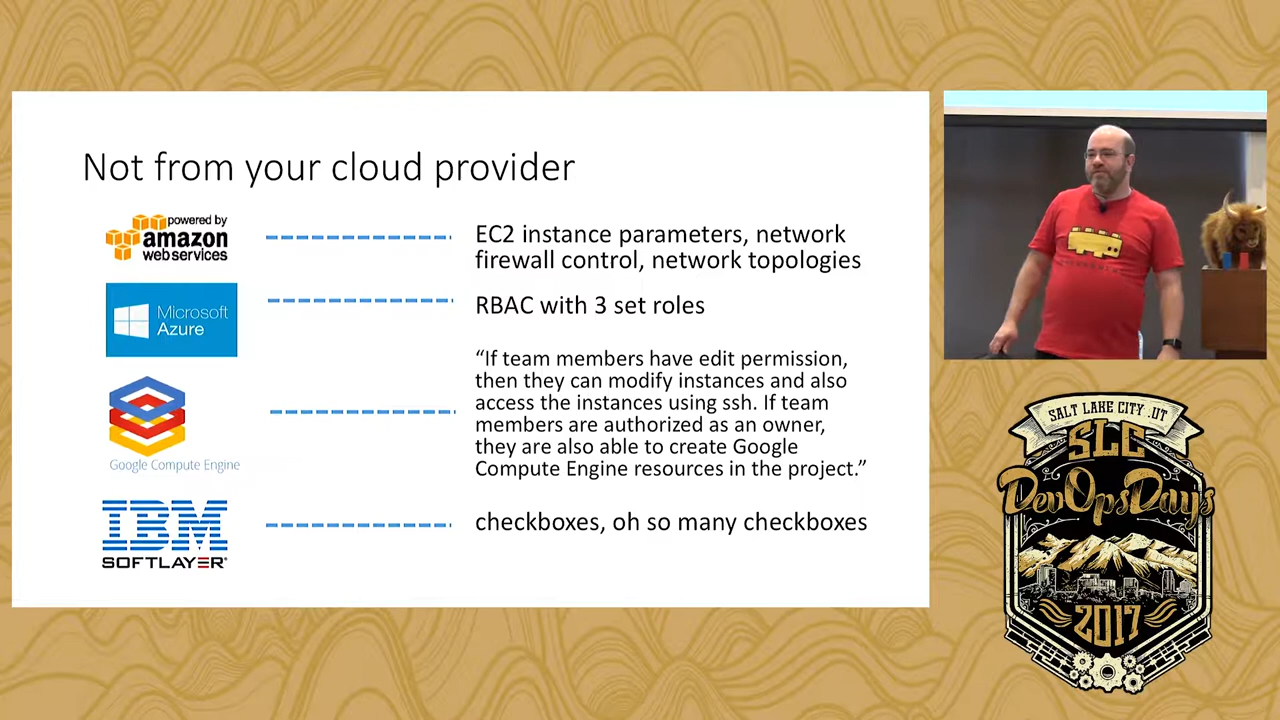 Not from your cloud provider
powered by
amazon
web services
EC2 instance parameters, network
firewall control, network topologies
Microsoft
Azure
RBAC with 3 set roles
“If team members have edit permission,
then they can modify instances and also
access the instances using ssh. If team
members are authorized as an owner,
they are also able to create Google
Compute Engine resources in the project.”
Google Compute Engine
IBM
SOFTLAYER®
checkboxes, oh so many checkboxes
SALT LAKE CITY .UT
SLC
DevOpsDays
2017